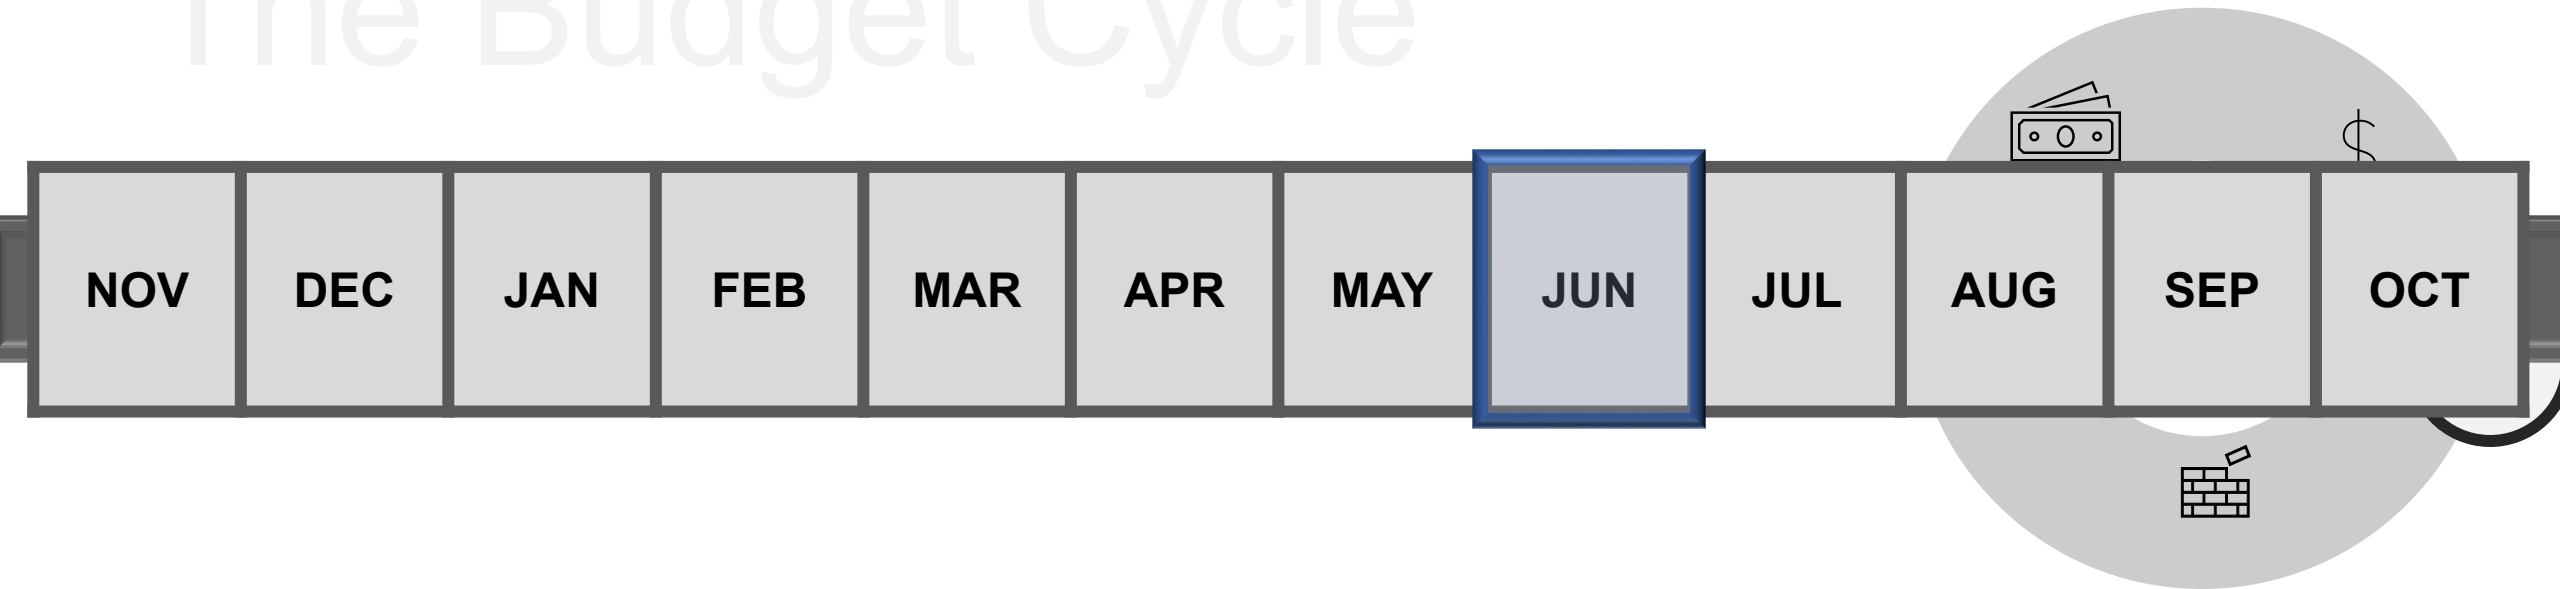 The Budget Cycle
NOV DEC JAN FEB MAR APR MAY JUN JUL AUG SEP OCT
$